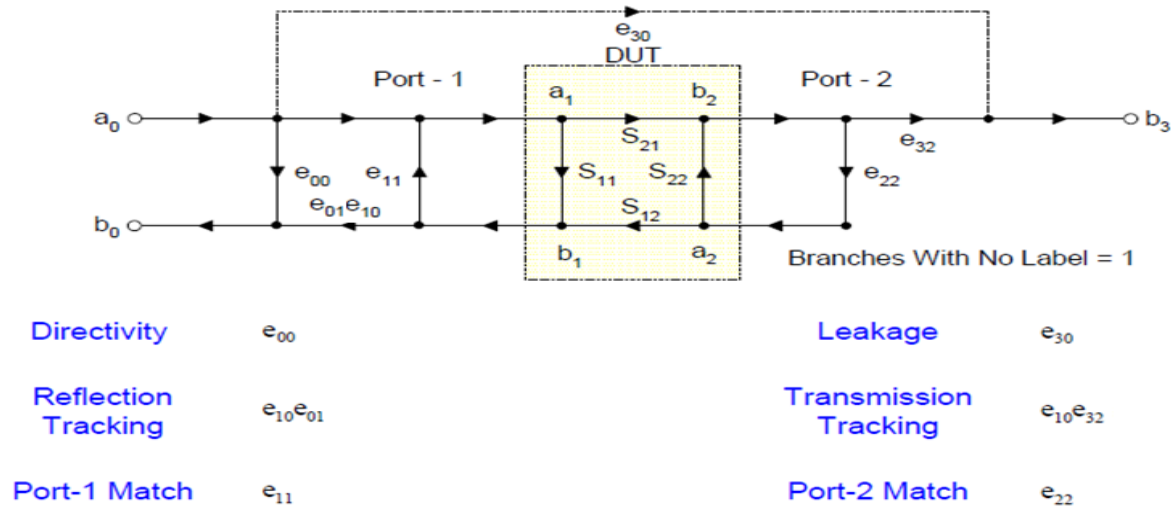 e₃₀
DUT
Port - 1
Port - 2
a₁
b₂
a₀
b₃
S₂₁
e₃₂
e₀₀
e₁₁
S₁₁
S₂₂
e₂₂
e₀₁e₁₀
S₁₂
b₀
b₁
a₂
Branches With No Label = 1
Directivity e₀₀
Leakage e₃₀
Reflection
Tracking e₁₀e₀₁
Transmission
Tracking e₁₀e₃₂
Port-1 Match e₁₁
Port-2 Match e₂₂